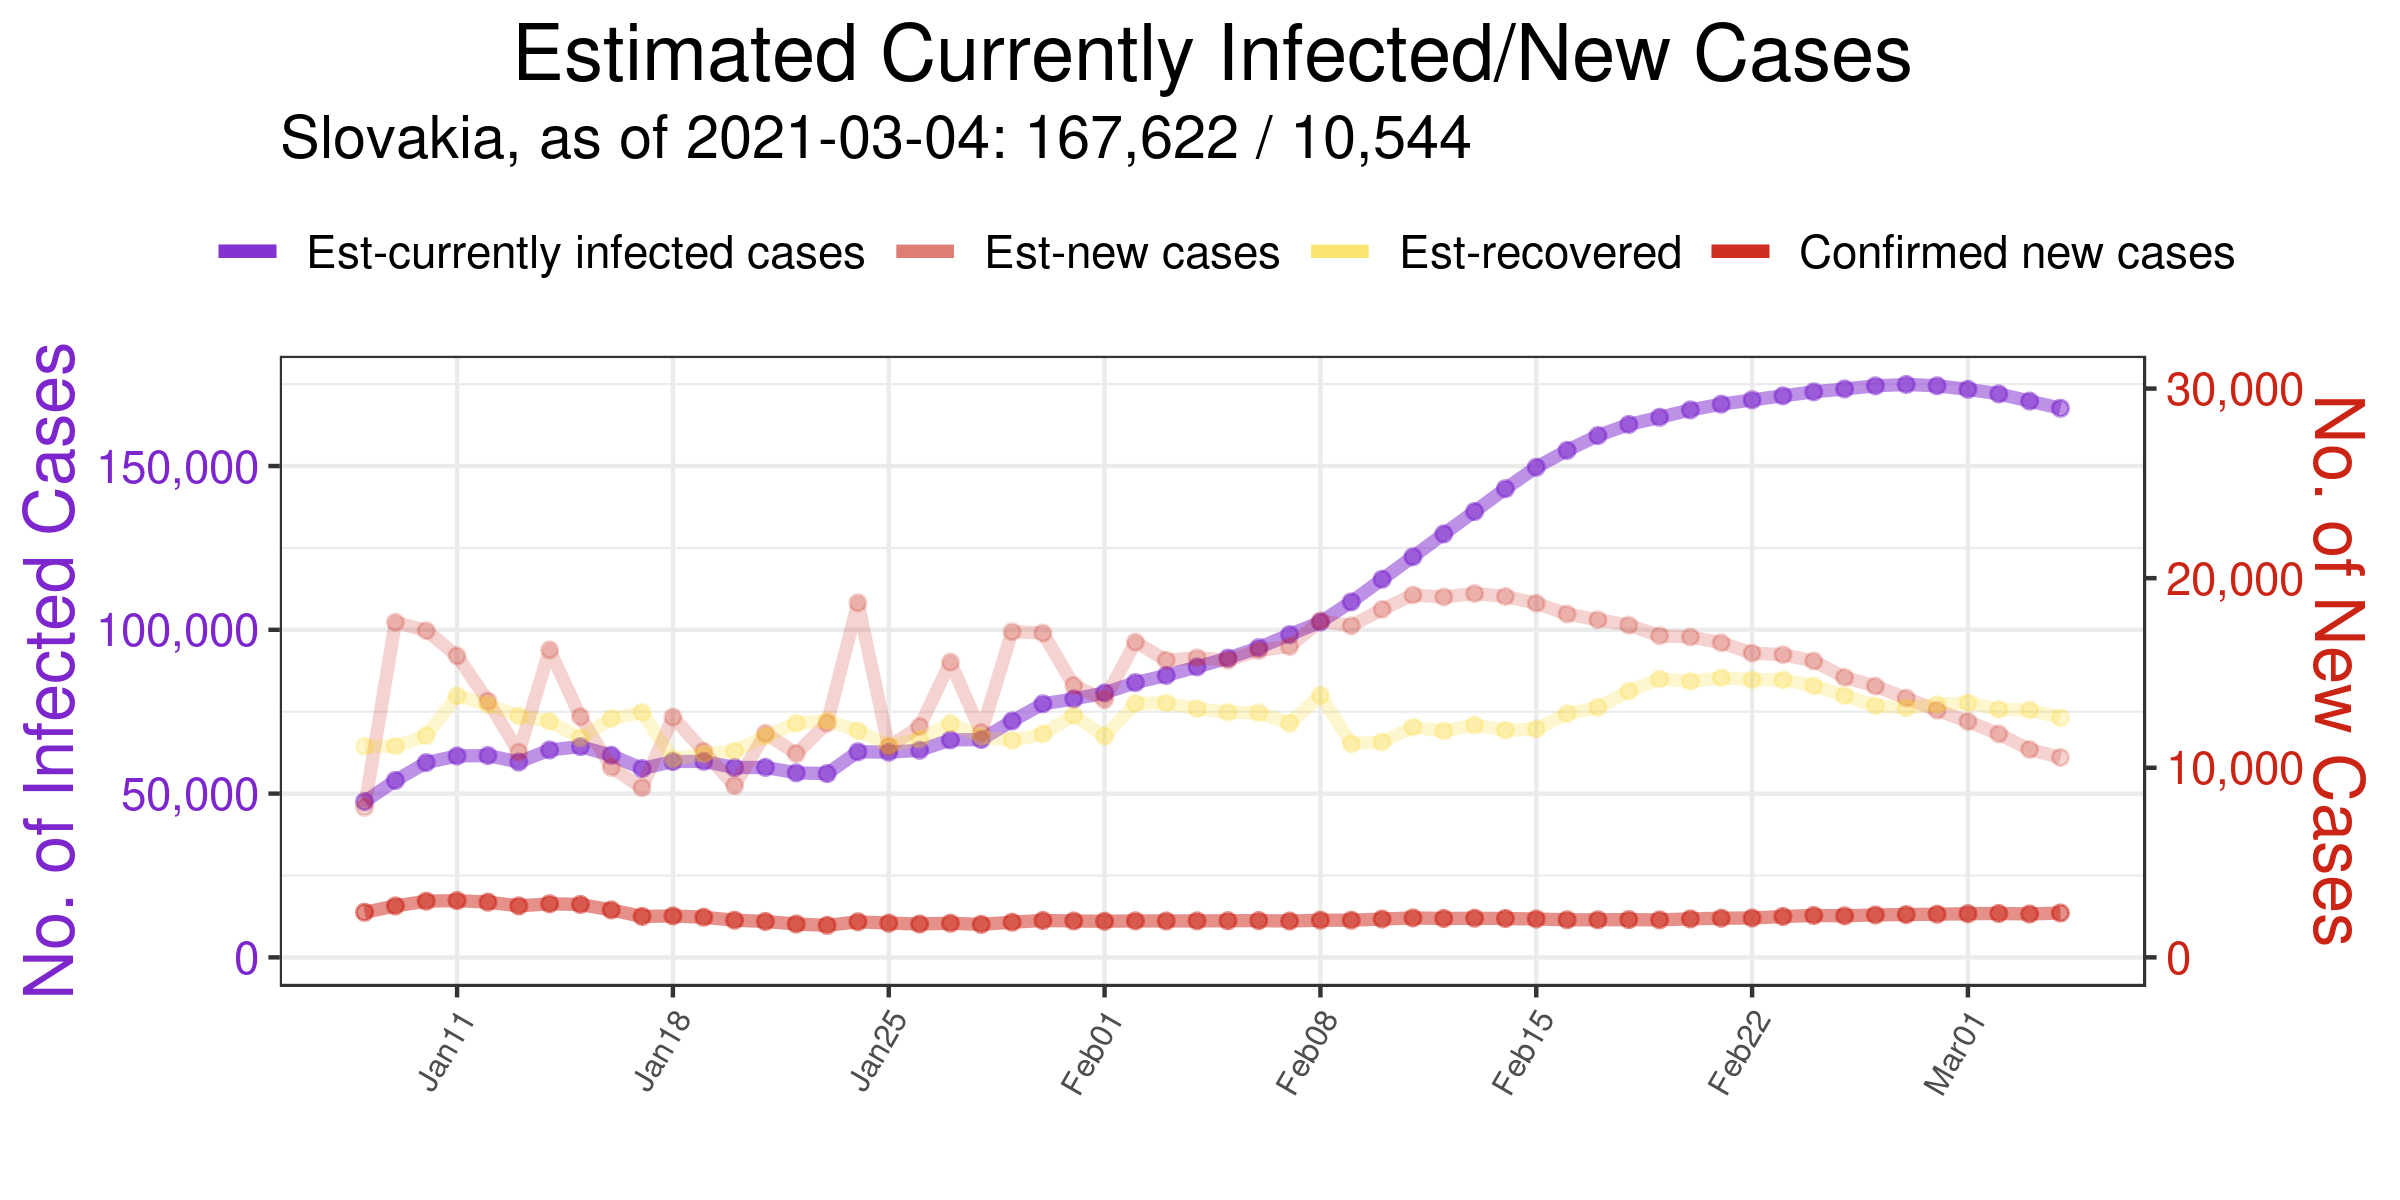 Estimated Currently Infected/New Cases
Slovakia, as of 2021-03-04: 167,622 / 10,544
Est-currently infected cases Est-new cases Est-recovered Confirmed new cases
No. of Infected Cases
150,000
100,000
50,000
0
30,000
20,000
10,000
0
No. of New Cases
Jan11 Jan18 Jan25 Feb01 Feb08 Feb15 Feb22 Mar01